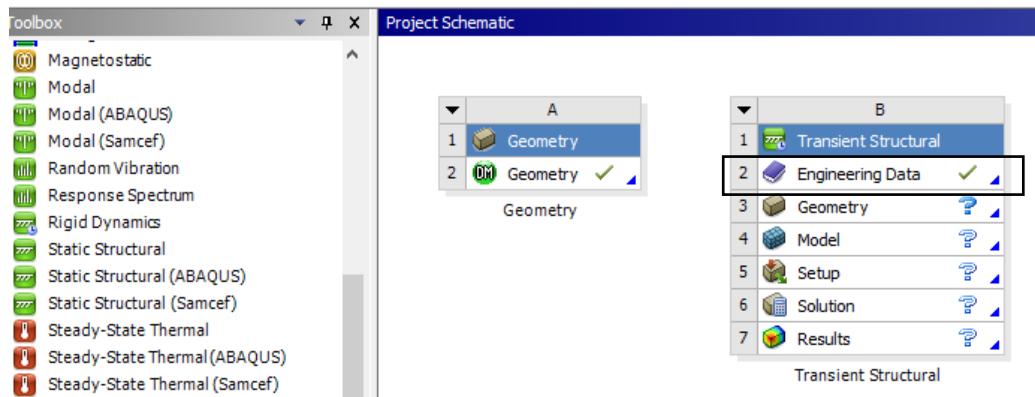 Toolbox
Project Schematic
Magnetostatic
Modal
Modal (ABAQUS)
Modal (Samcef)
Random Vibration
Response Spectrum
Rigid Dynamics
Static Structural
Static Structural (ABAQUS)
Static Structural (Samcef)
Steady-State Thermal
Steady-State Thermal (ABAQUS)
Steady-State Thermal (Samcef)
A
1 Geometry
2 DM Geometry
Geometry
B
1 Transient Structural
2 Engineering Data
3 Geometry ?
4 Model ?
5 Setup ?
6 Solution ?
7 Results ?
Transient Structural